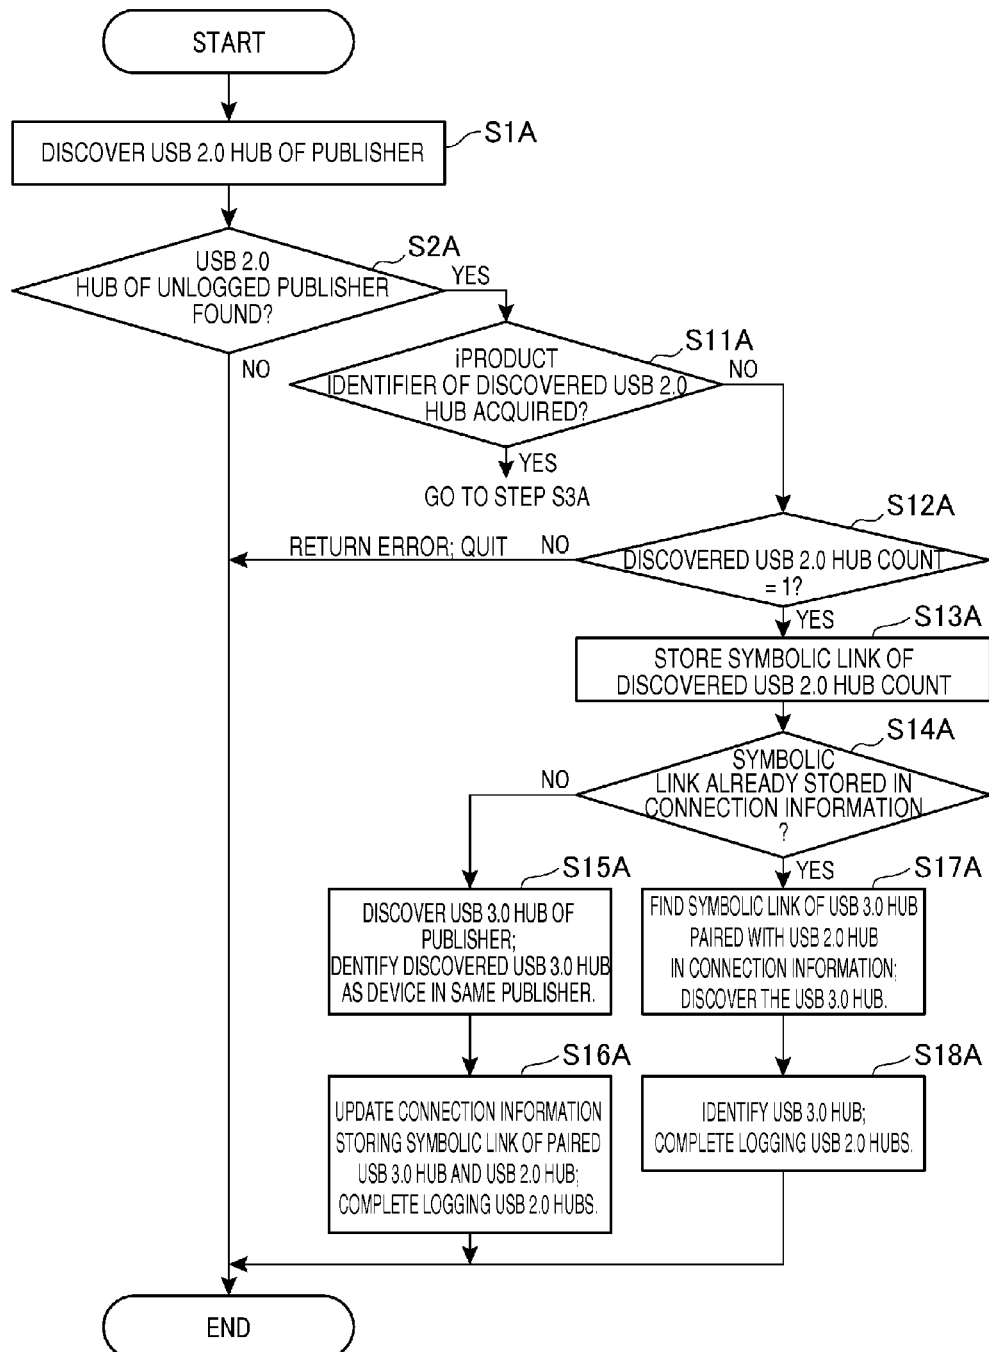 START
S1A
DISCOVER USB 2.0 HUB OF PUBLISHER
S2A
USB 2.0
HUB OF UNLOGGED PUBLISHER
FOUND?
YES
NO
S11A
iPRODUCT
IDENTIFIER OF DISCOVERED USB 2.0
HUB ACQUIRED?
NO
YES
GO TO STEP S3A
S12A
RETURN ERROR; QUIT
NO
DISCOVERED USB 2.0 HUB COUNT
= 1?
YES
S13A
STORE SYMBOLIC LINK OF
DISCOVERED USB 2.0 HUB COUNT
S14A
SYMBOLIC
LINK ALREADY STORED IN
CONNECTION INFORMATION
?
NO
YES
S15A
DISCOVER USB 3.0 HUB OF
PUBLISHER;
DENTIFY DISCOVERED USB 3.0 HUB
AS DEVICE IN SAME PUBLISHER.
S17A
FIND SYMBOLIC LINK OF USB 3.0 HUB
PAIRED WITH USB 2.0 HUB
IN CONNECTION INFORMATION;
DISCOVER THE USB 3.0 HUB.
S16A
UPDATE CONNECTION INFORMATION
STORING SYMBOLIC LINK OF PAIRED
USB 3.0 HUB AND USB 2.0 HUB;
COMPLETE LOGGING USB 2.0 HUBS.
S18A
IDENTIFY USB 3.0 HUB;
COMPLETE LOGGING USB 2.0 HUBS.
END